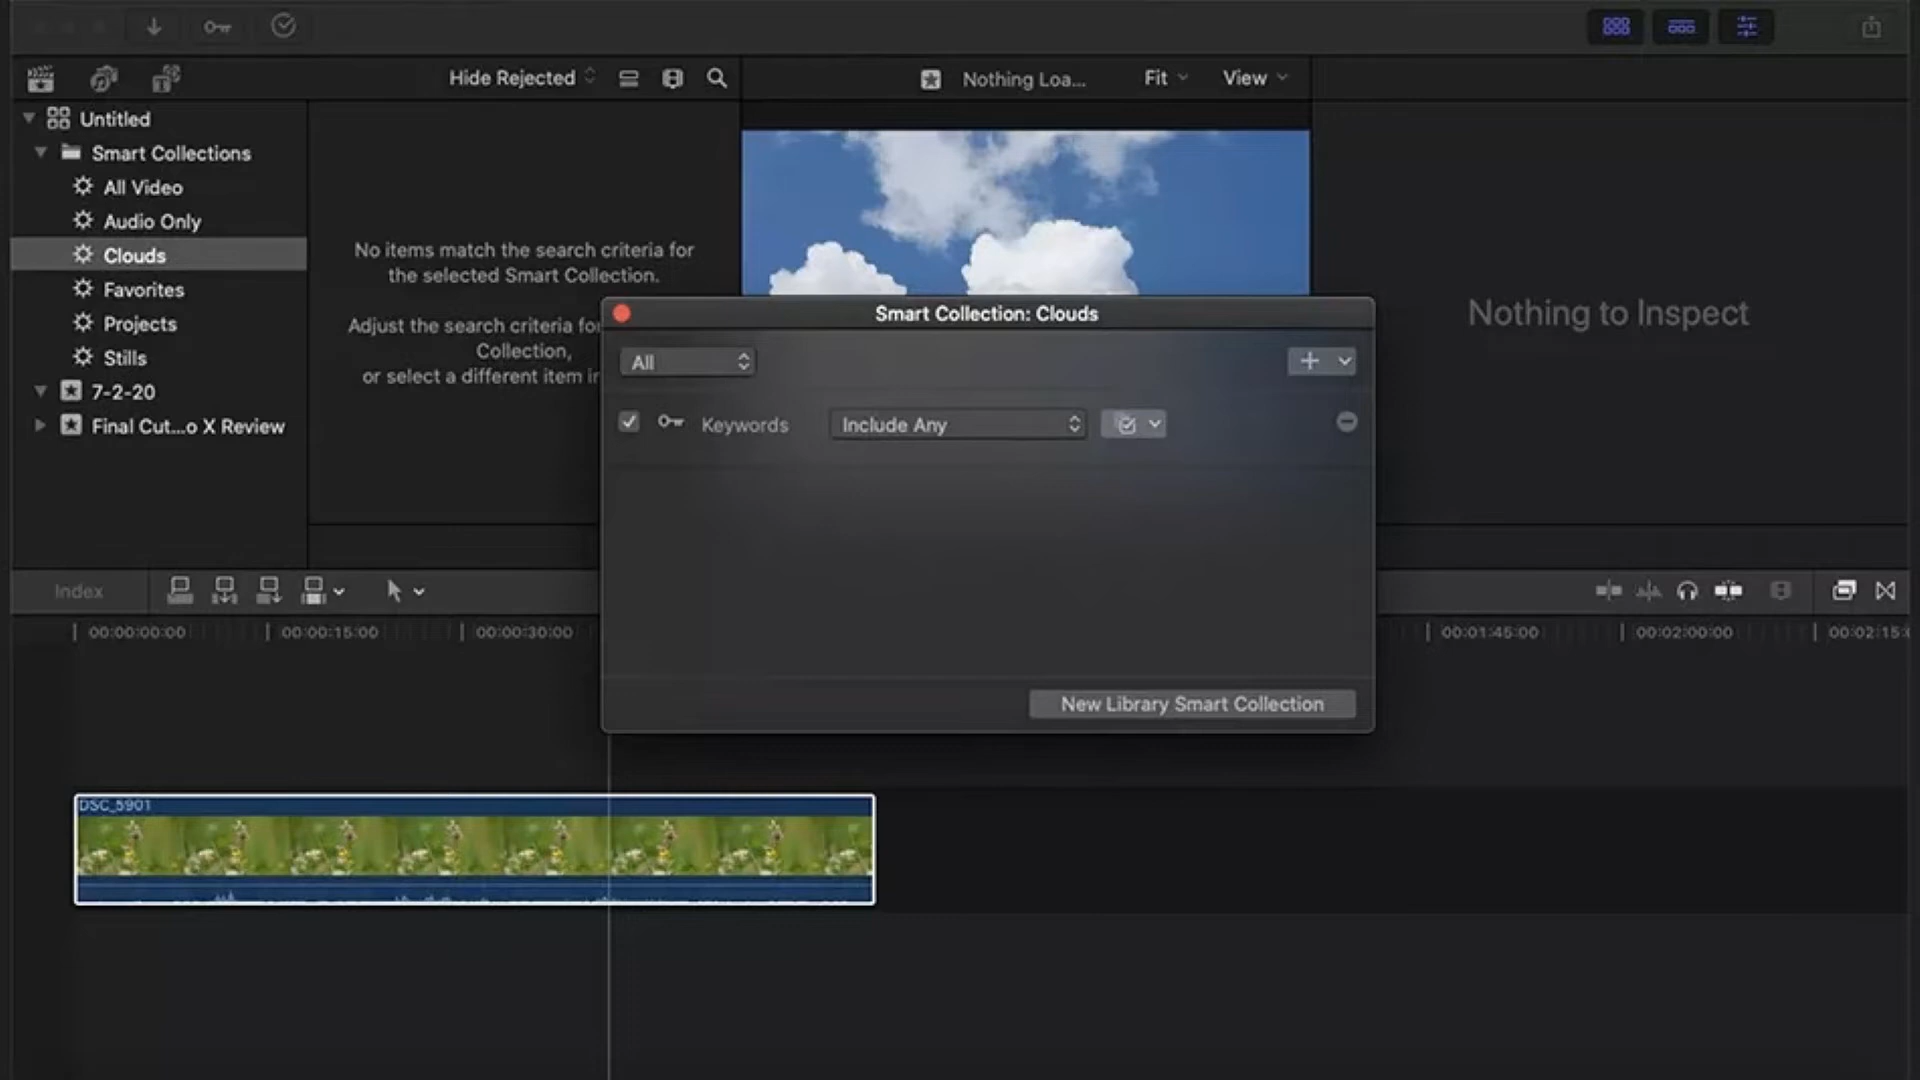 Hide Rejected
Nothing Loa...
Fit
View
Untitled
Smart Collections
All Video
Audio Only
Clouds
Favorites
Projects
Stills
7-2-20
Final Cut...o X Review
No items match the search criteria for
the selected Smart Collection.
Adjust the search criteria for
Collection,
or select a different item in
Nothing to Inspect
Smart Collection: Clouds
All
Keywords
Include Any
New Library Smart Collection
Index
00:00:00:00
00:00:15:00
00:00:30:00
00:01:45:00
00:02:00:00
00:02:15:0
DSC_5901